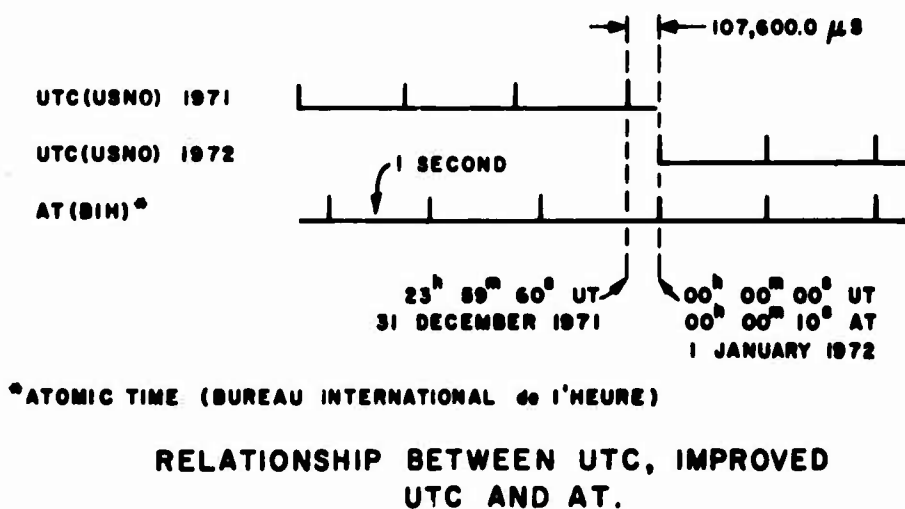 107,600.0 µS
UTC(USNO) 1971
UTC(USNO) 1972
1 SECOND
AT(BIH)*
23ʰ 59ᵐ 60ˢ UT
31 DECEMBER 1971
00ʰ 00ᵐ 00ˢ UT
00ʰ 00ᵐ 10ˢ AT
1 JANUARY 1972
*ATOMIC TIME (BUREAU INTERNATIONAL de l'HEURE)
RELATIONSHIP BETWEEN UTC, IMPROVED
UTC AND AT.